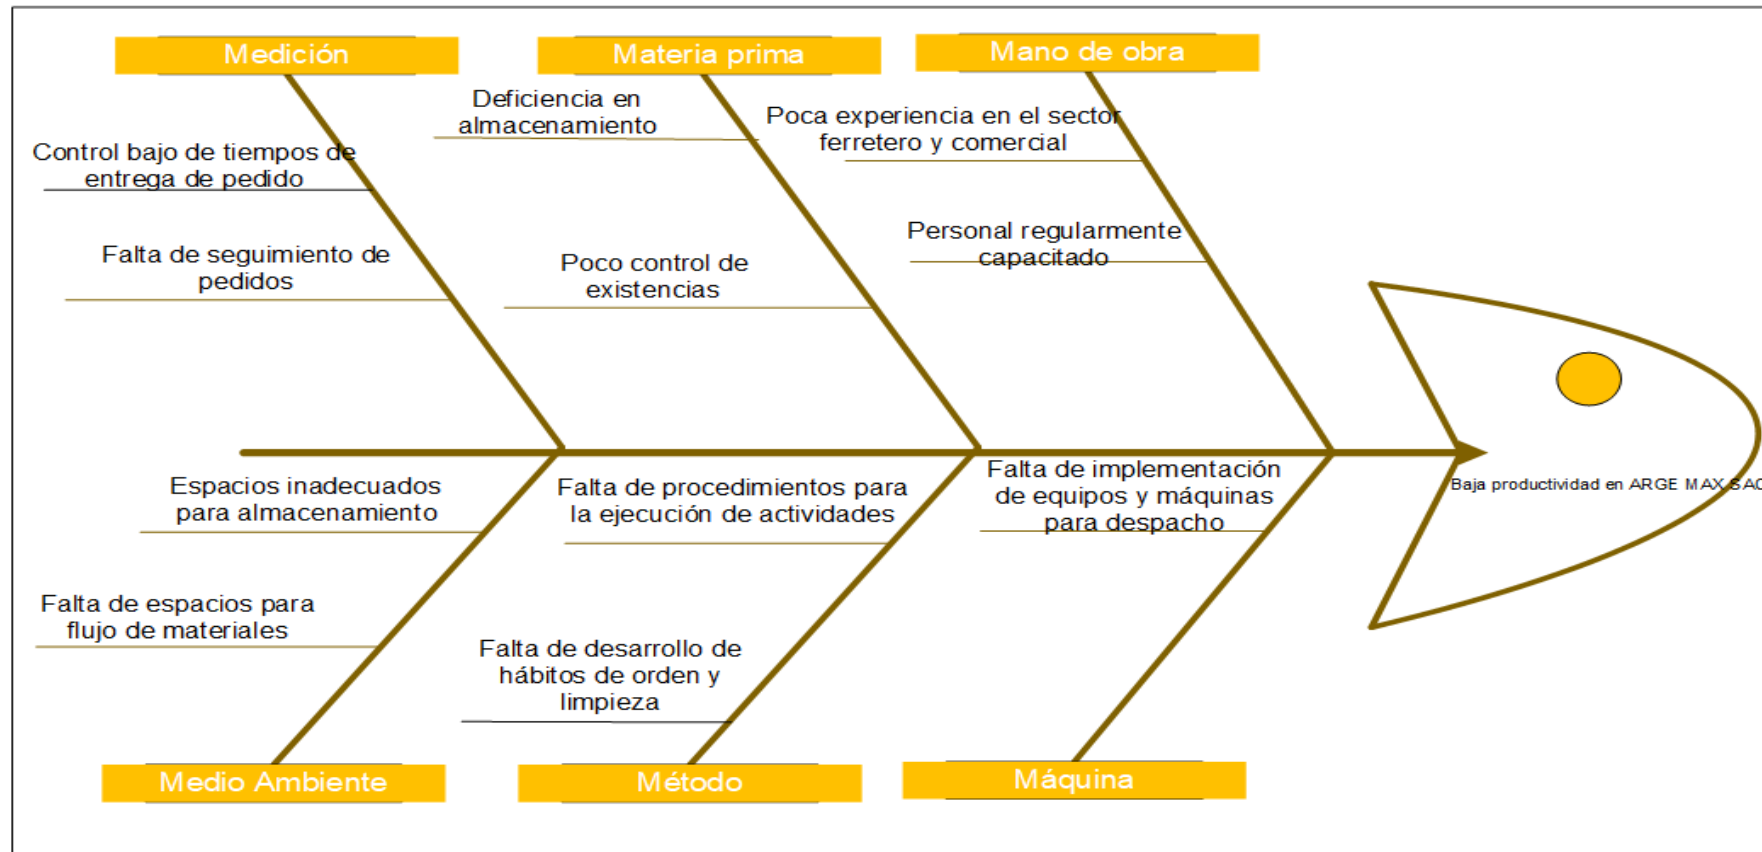 Medición
Materia prima
Mano de obra
Deficiencia en
almacenamiento
Poca experiencia en el sector
ferretero y comercial
Control bajo de tiempos de
entrega de pedido
Personal regularmente
capacitado
Falta de seguimiento de
pedidos
Poco control de
existencias
Espacios inadecuados
para almacenamiento
Falta de procedimientos para
la ejecución de actividades
Falta de implementación
de equipos y máquinas
para despacho
Baja productividad en ARGE MAX SAC
Falta de espacios para
flujo de materiales
Falta de desarrollo de
hábitos de orden y
limpieza
Medio Ambiente
Método
Máquina